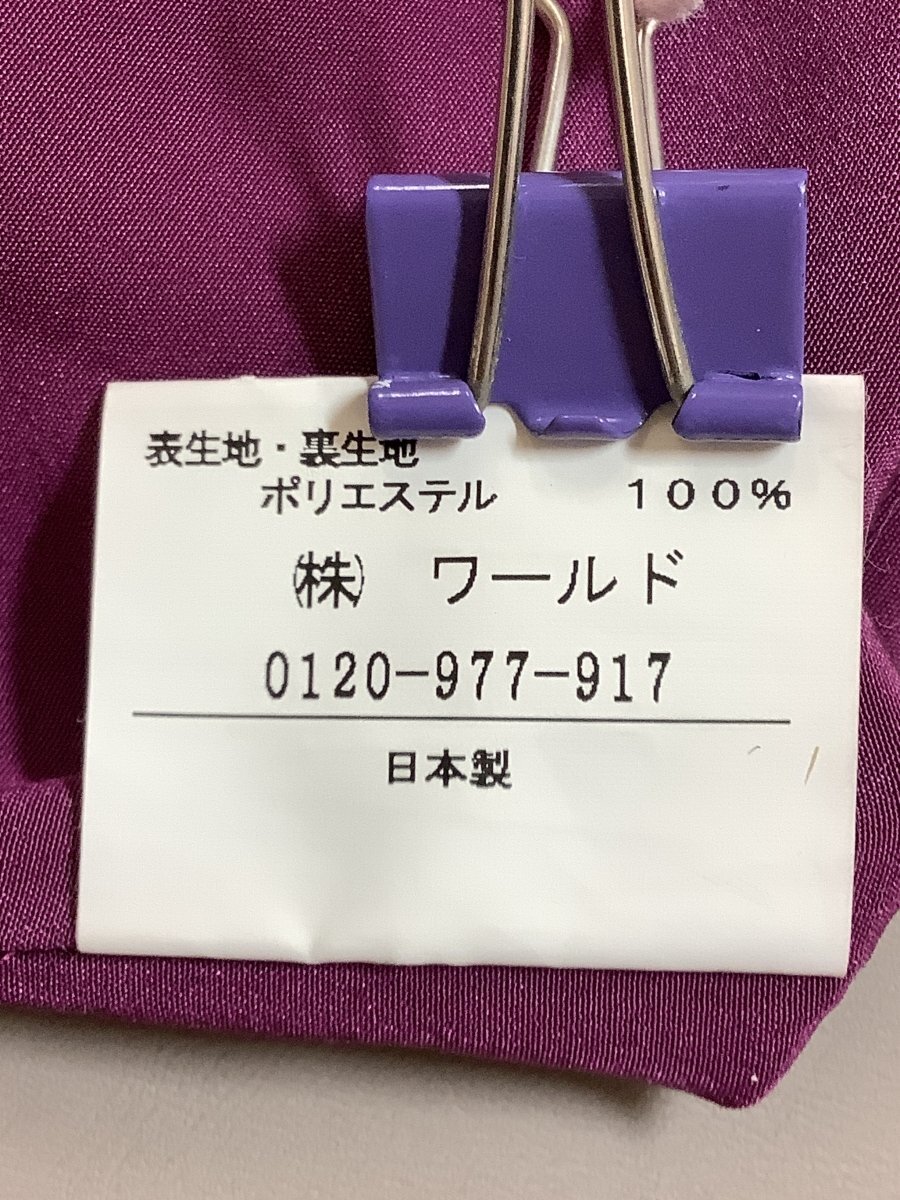 表生地・裏生地
ポリエステル 100%
㈱ ワールド
0120-977-917
日本製